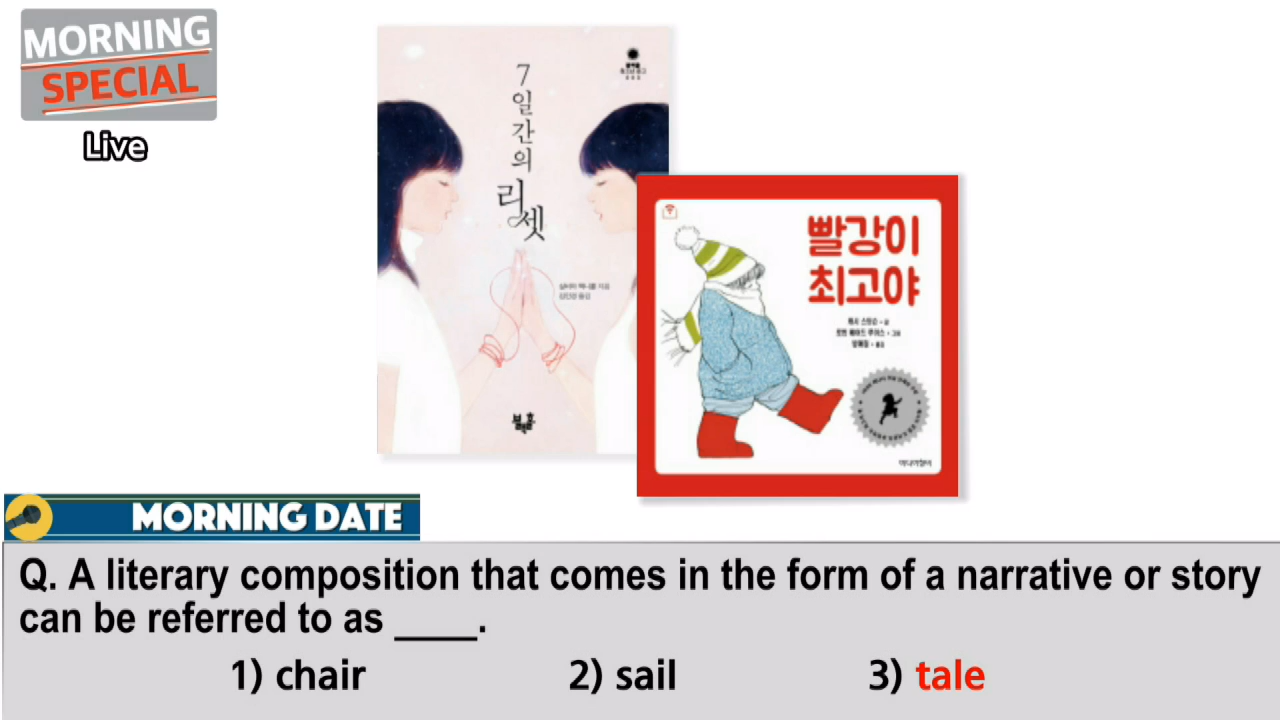 MORNING
SPECIAL
Live
7
일
간
의
리
셋
빨강이
최고야
MORNING DATE
Q. A literary composition that comes in the form of a narrative or story
can be referred to as ____.
1) chair 2) sail 3) tale